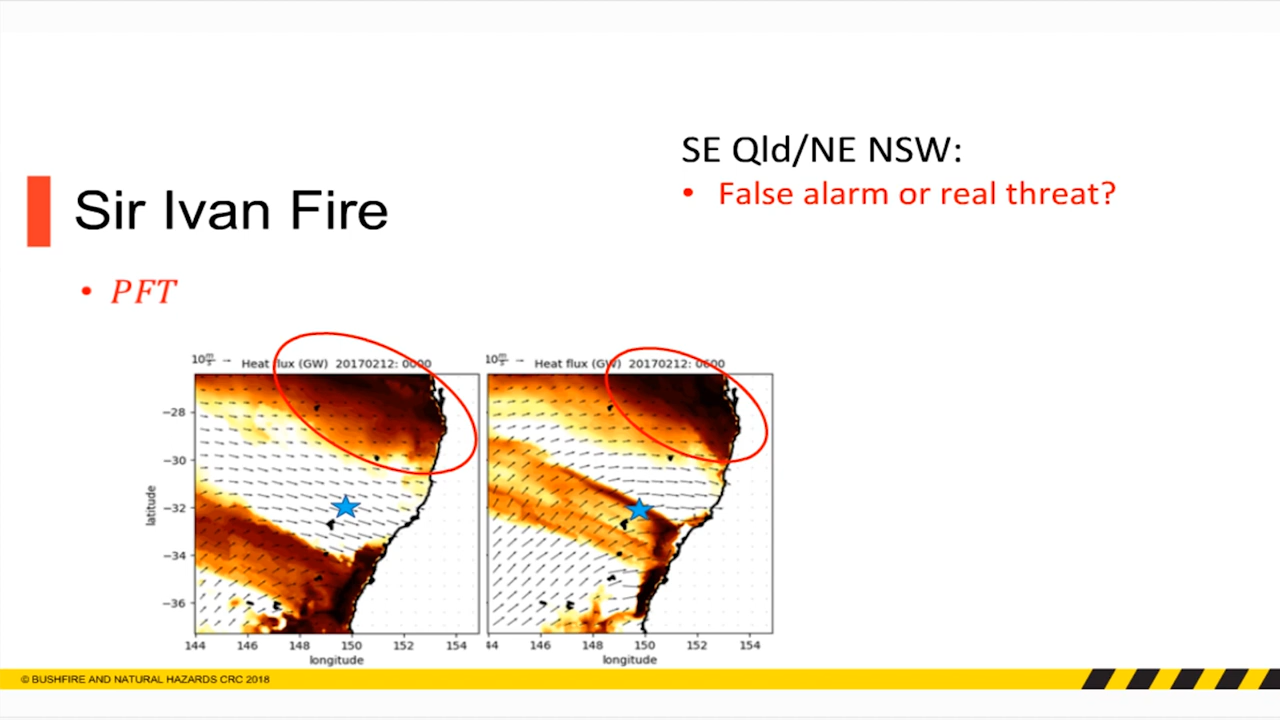 SE Qld/NE NSW:
• False alarm or real threat?
Sir Ivan Fire
• PFT
10 m/s → Heat flux (GW) 20170212: 0000
10 m/s → Heat flux (GW) 20170212: 0600
latitude
−28
−30
−32
−34
−36
144 146 148 150 152 154
longitude
44 146 148 150 152 154
longitude
© BUSHFIRE AND NATURAL HAZARDS CRC 2018